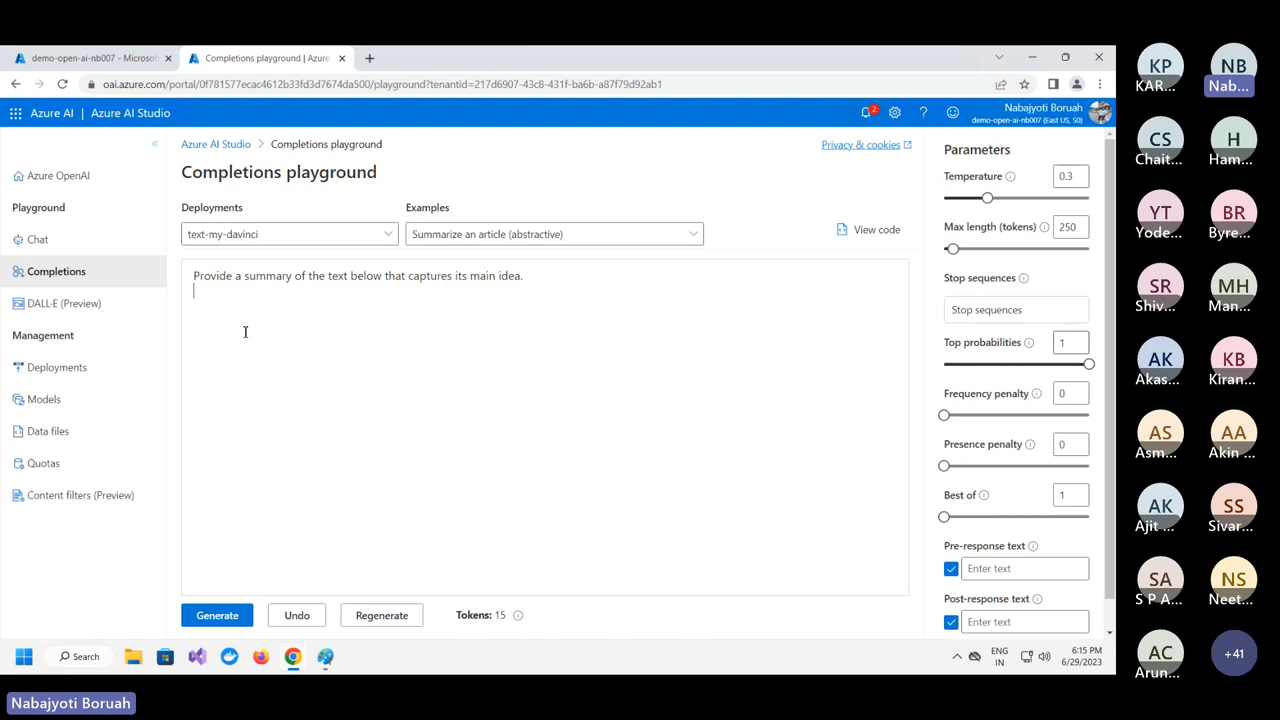 demo-open-ai-nb007 - Microsof
Completions playground | Azure
oai.azure.com/portal/0f781577ecac4612b33fd3d7674da500/playground?tenantid=217d6907-43c8-431f-ba6b-a87f79d92ab1
Azure AI | Azure AI Studio
2
Nabajyoti Boruah
demo-open-ai-nb007 (East US, S0)
Azure OpenAI
Playground
Chat
Completions
DALL·E (Preview)
Management
Deployments
Models
Data files
Quotas
Content filters (Preview)
Azure AI Studio > Completions playground
Privacy & cookies
Completions playground
Deployments
Examples
text-my-davinci
Summarize an article (abstractive)
View code
Provide a summary of the text below that captures its main idea.
Generate
Undo
Regenerate
Tokens: 15
Parameters
Temperature
0.3
Max length (tokens)
250
Stop sequences
Stop sequences
Top probabilities
1
Frequency penalty
0
Presence penalty
0
Best of
1
Pre-response text
Enter text
Post-response text
Enter text
Search
ENG
IN
6:15 PM
6/29/2023
KP
KAR...
NB
Nab...
CS
Chait...
H
Ham...
YT
Yode...
BR
Byre...
SR
Shiv...
MH
Man...
AK
Akas...
KB
Kiran...
AS
Asm...
AA
Akin ...
AK
Ajit ...
SS
Sivar...
SA
S P A...
NS
Neet...
AC
Arun...
+41
Nabajyoti Boruah